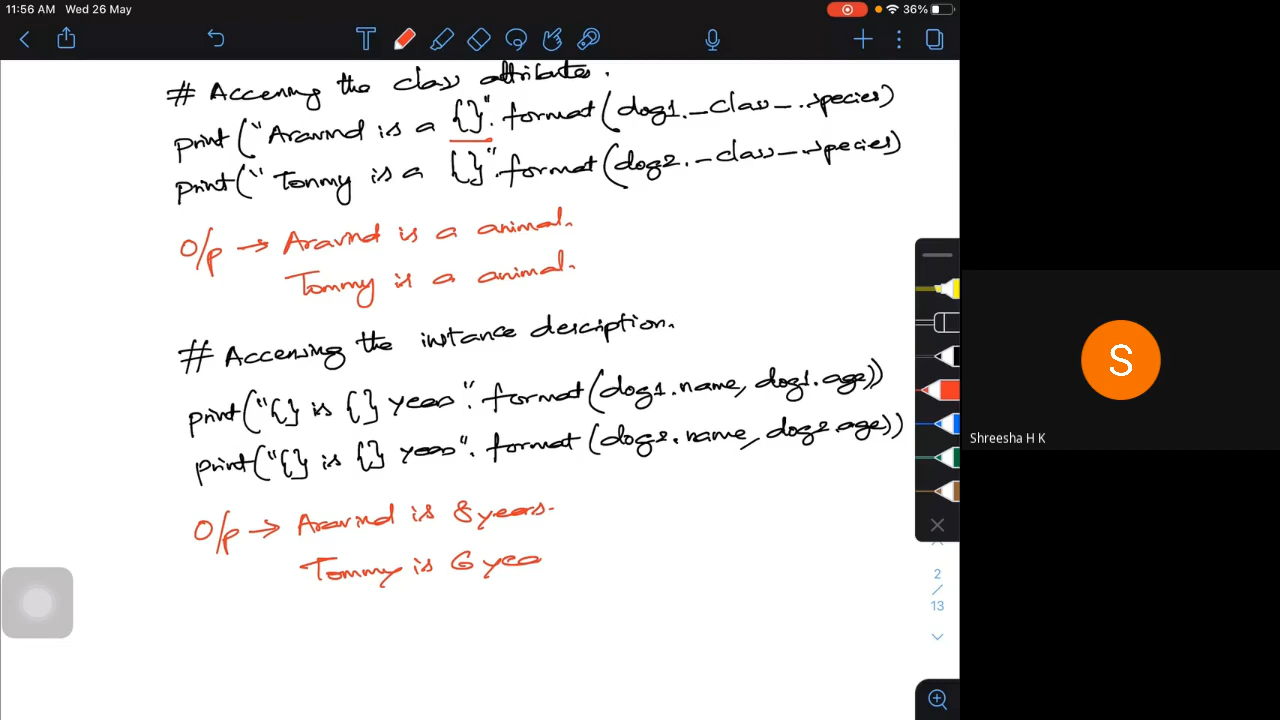 11:56 AM Wed 26 May
36%
# Accessing the class attributes.
print ("Aravind is a {}". format (dog1.__class__.species)
print ("Tommy is a {}". format (dog2.__class__.species)
O/p → Aravind is a animal.
Tommy is a animal.
# Accessing the instance description.
print("{} is {} years". format (dog1.name, dog1.age))
print("{} is {} years". format (dog2.name, dog2.age))
O/p → Aravind is 8 years.
Tommy is 6 yea
2
/
13
S
Shreesha H K